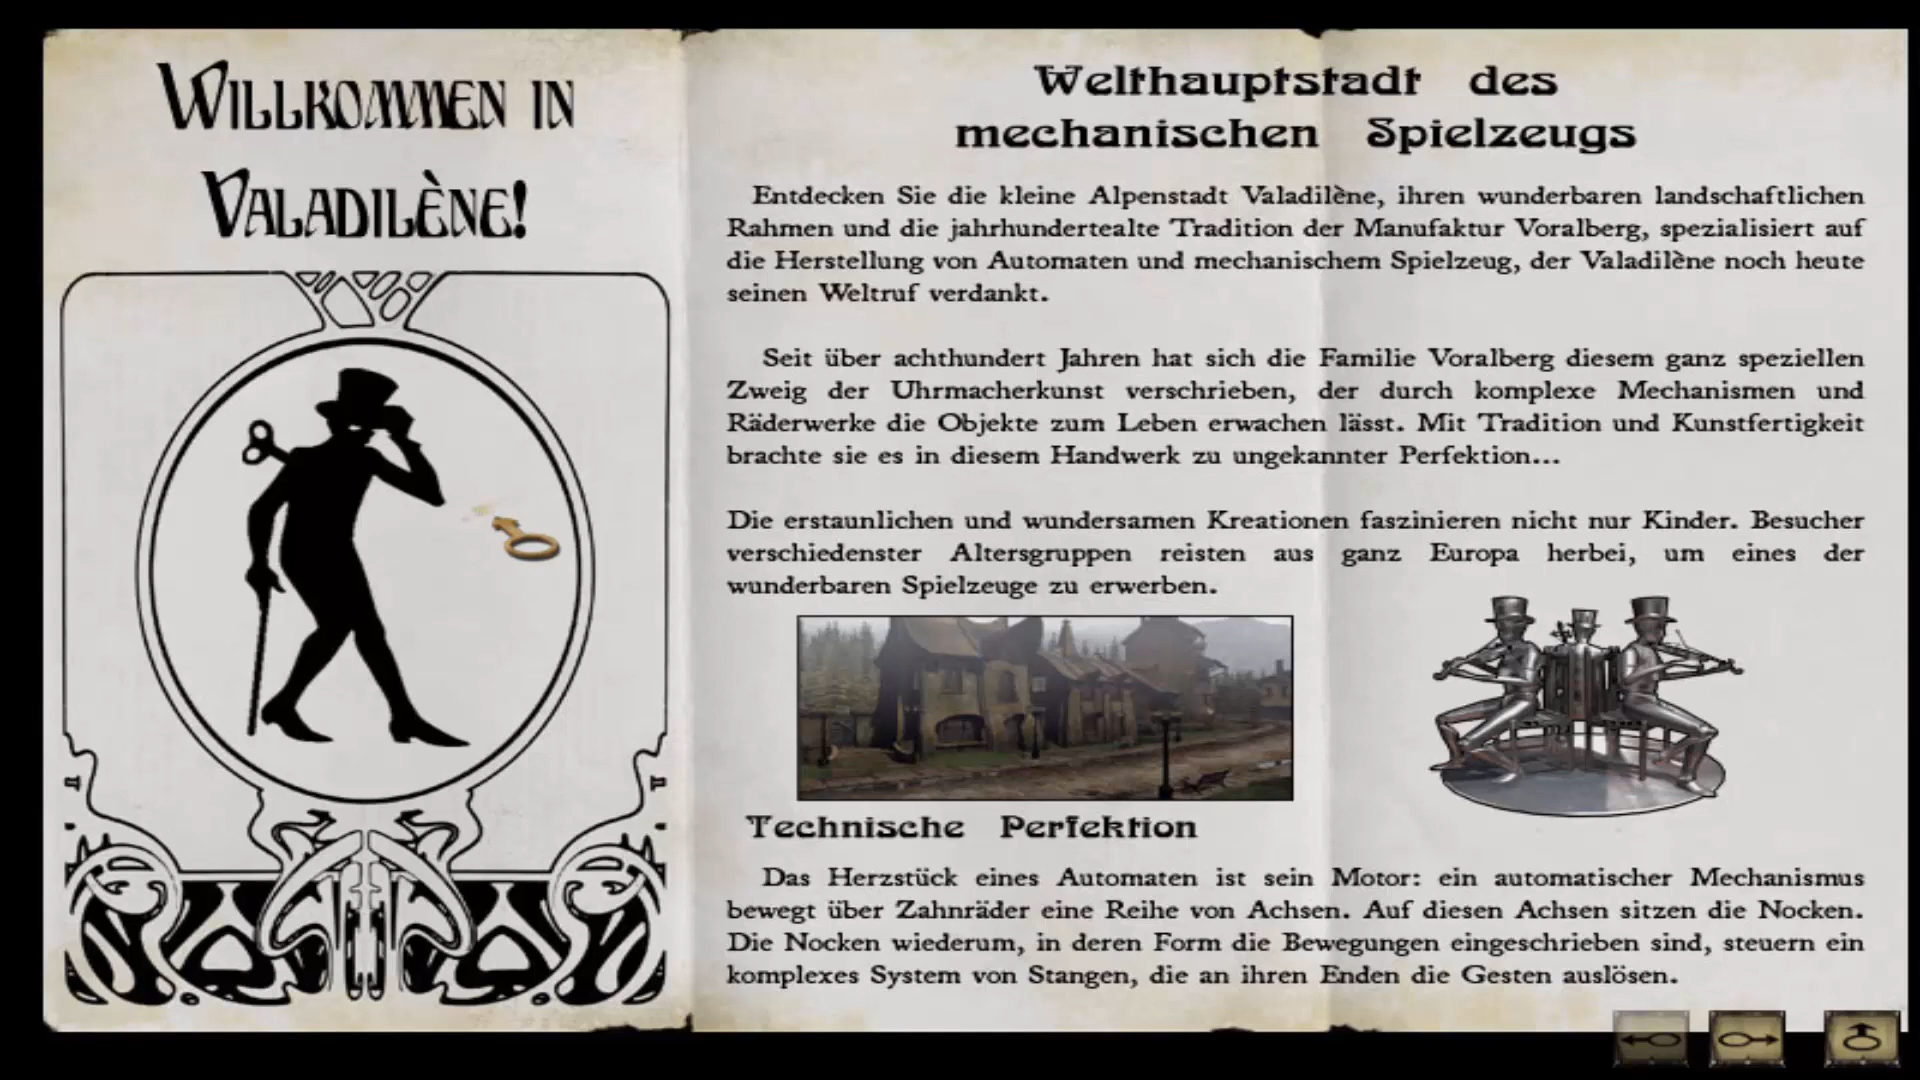 Willkommen in
Valadilène!
Welthauptstadt des
mechanischen Spielzeugs
Entdecken Sie die kleine Alpenstadt Valadilène, ihren wunderbaren landschaftlichen
Rahmen und die jahrhundertealte Tradition der Manufaktur Voralberg, spezialisiert auf
die Herstellung von Automaten und mechanischem Spielzeug, der Valadilène noch heute
seinen Weltruf verdankt.
Seit über achthundert Jahren hat sich die Familie Voralberg diesem ganz speziellen
Zweig der Uhrmacherkunst verschrieben, der durch komplexe Mechanismen und
Räderwerke die Objekte zum Leben erwachen lässt. Mit Tradition und Kunstfertigkeit
brachte sie es in diesem Handwerk zu ungekannter Perfektion...
Die erstaunlichen und wundersamen Kreationen faszinieren nicht nur Kinder. Besucher
verschiedenster Altersgruppen reisten aus ganz Europa herbei, um eines der
wunderbaren Spielzeuge zu erwerben.
Technische Perfektion
Das Herzstück eines Automaten ist sein Motor: ein automatischer Mechanismus
bewegt über Zahnräder eine Reihe von Achsen. Auf diesen Achsen sitzen die Nocken.
Die Nocken wiederum, in deren Form die Bewegungen eingeschrieben sind, steuern ein
komplexes System von Stangen, die an ihren Enden die Gesten auslösen.